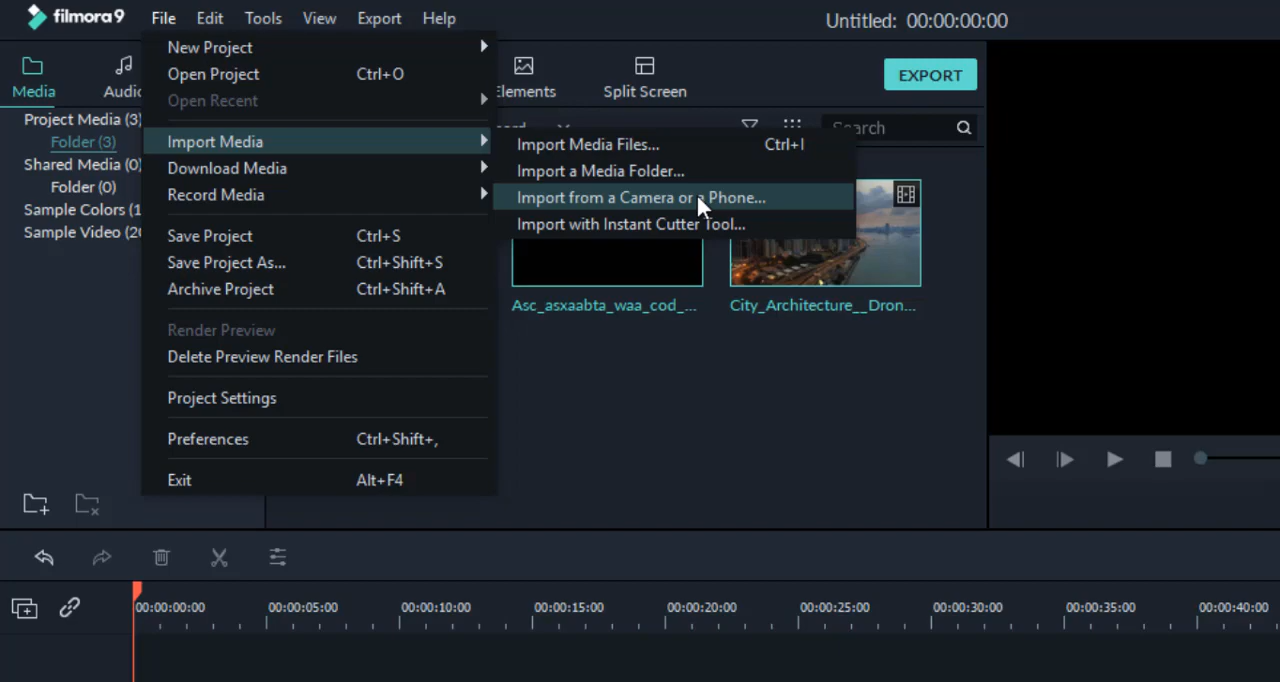 filmora9 File Edit Tools View Export Help Untitled: 00:00:00:00
Media
Elements Split Screen EXPORT
Project Media (3)
Folder (3)
Shared Media (0)
Folder (0)
Sample Colors (1
Sample Video (20
New Project
Open Project Ctrl+O
Open Recent
Import Media
Download Media
Record Media
Save Project Ctrl+S
Save Project As... Ctrl+Shift+S
Archive Project Ctrl+Shift+A
Render Preview
Delete Preview Render Files
Project Settings
Preferences Ctrl+Shift+,
Exit Alt+F4
Search
Import Media Files... Ctrl+I
Import a Media Folder...
Import from a Camera or a Phone...
Import with Instant Cutter Tool...
Asc_asxaabta_waa_cod_... City_Architecture__Dron...
00:00:00:00 00:00:05:00 00:00:10:00 00:00:15:00 00:00:20:00 00:00:25:00 00:00:30:00 00:00:35:00 00:00:40:00